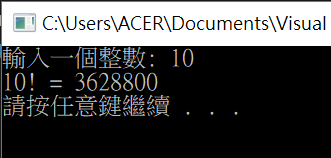 C:\Users\ACER\Documents\Visual
輸入一個整數: 10
10! = 3628800
請按任意鍵繼續 . . .